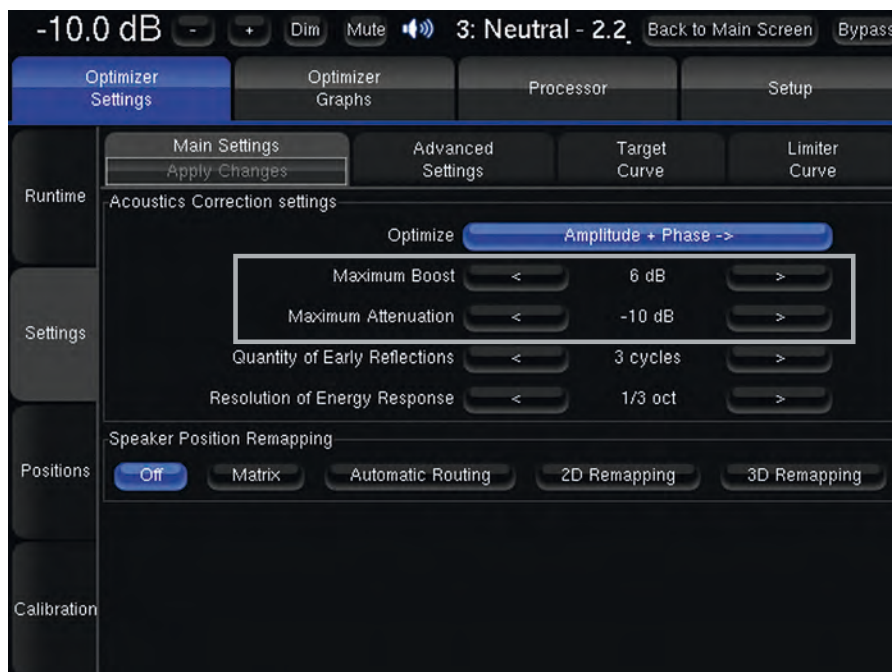 -10.0 dB - + Dim Mute 3: Neutral - 2.2. Back to Main Screen Bypass
Optimizer Settings Optimizer Graphs Processor Setup
Main Settings Advanced Settings Target Curve Limiter Curve
Apply Changes
Runtime
Acoustics Correction settings
Optimize Amplitude + Phase ->
Maximum Boost < 6 dB >
Settings
Maximum Attenuation < -10 dB >
Quantity of Early Reflections < 3 cycles >
Resolution of Energy Response < 1/3 oct >
Speaker Position Remapping
Positions
Off Matrix Automatic Routing 2D Remapping 3D Remapping
Calibration